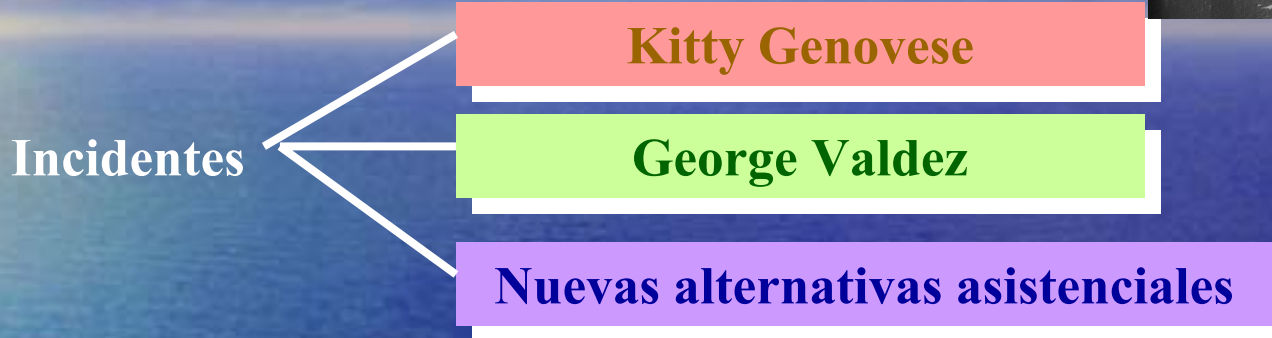 Kitty Genovese
Incidentes
George Valdez
Nuevas alternativas asistenciales